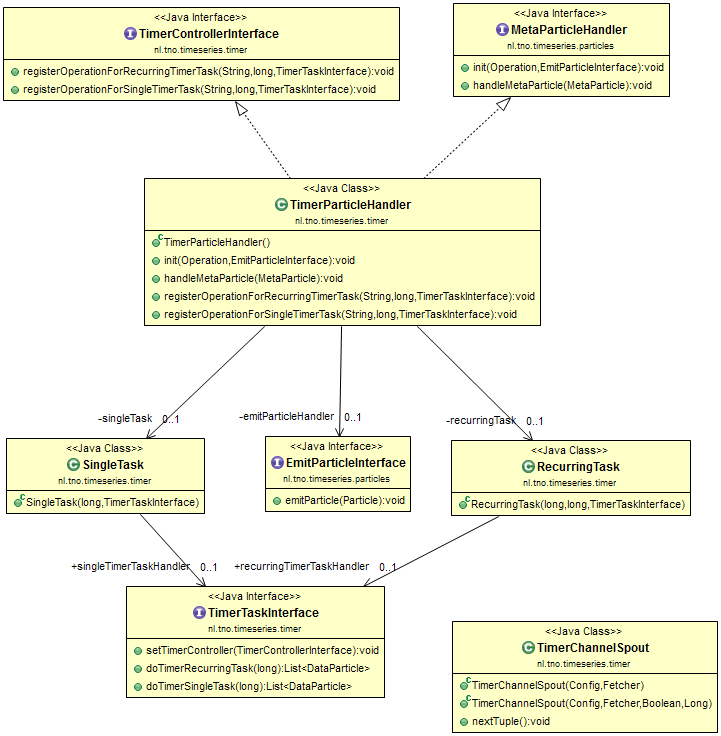 <<Java Interface>>
TimerControllerInterface
nl.tno.timeseries.timer
registerOperationForRecurringTimerTask(String,long,TimerTaskInterface):void
registerOperationForSingleTimerTask(String,long,TimerTaskInterface):void
<<Java Interface>>
MetaParticleHandler
nl.tno.timeseries.particles
init(Operation,EmitParticleInterface):void
handleMetaParticle(MetaParticle):void
<<Java Class>>
TimerParticleHandler
nl.tno.timeseries.timer
TimerParticleHandler()
init(Operation,EmitParticleInterface):void
handleMetaParticle(MetaParticle):void
registerOperationForRecurringTimerTask(String,long,TimerTaskInterface):void
registerOperationForSingleTimerTask(String,long,TimerTaskInterface):void
-singleTask 0..1
-emitParticleHandler 0..1
-recurringTask 0..1
<<Java Class>>
SingleTask
nl.tno.timeseries.timer
SingleTask(long,TimerTaskInterface)
<<Java Interface>>
EmitParticleInterface
nl.tno.timeseries.particles
emitParticle(Particle):void
<<Java Class>>
RecurringTask
nl.tno.timeseries.timer
RecurringTask(long,long,TimerTaskInterface)
+singleTimerTaskHandler 0..1
+recurringTimerTaskHandler 0..1
<<Java Interface>>
TimerTaskInterface
nl.tno.timeseries.timer
setTimerController(TimerControllerInterface):void
doTimerRecurringTask(long):List<DataParticle>
doTimerSingleTask(long):List<DataParticle>
<<Java Class>>
TimerChannelSpout
nl.tno.timeseries.timer
TimerChannelSpout(Config,Fetcher)
TimerChannelSpout(Config,Fetcher,Boolean,Long)
nextTuple():void